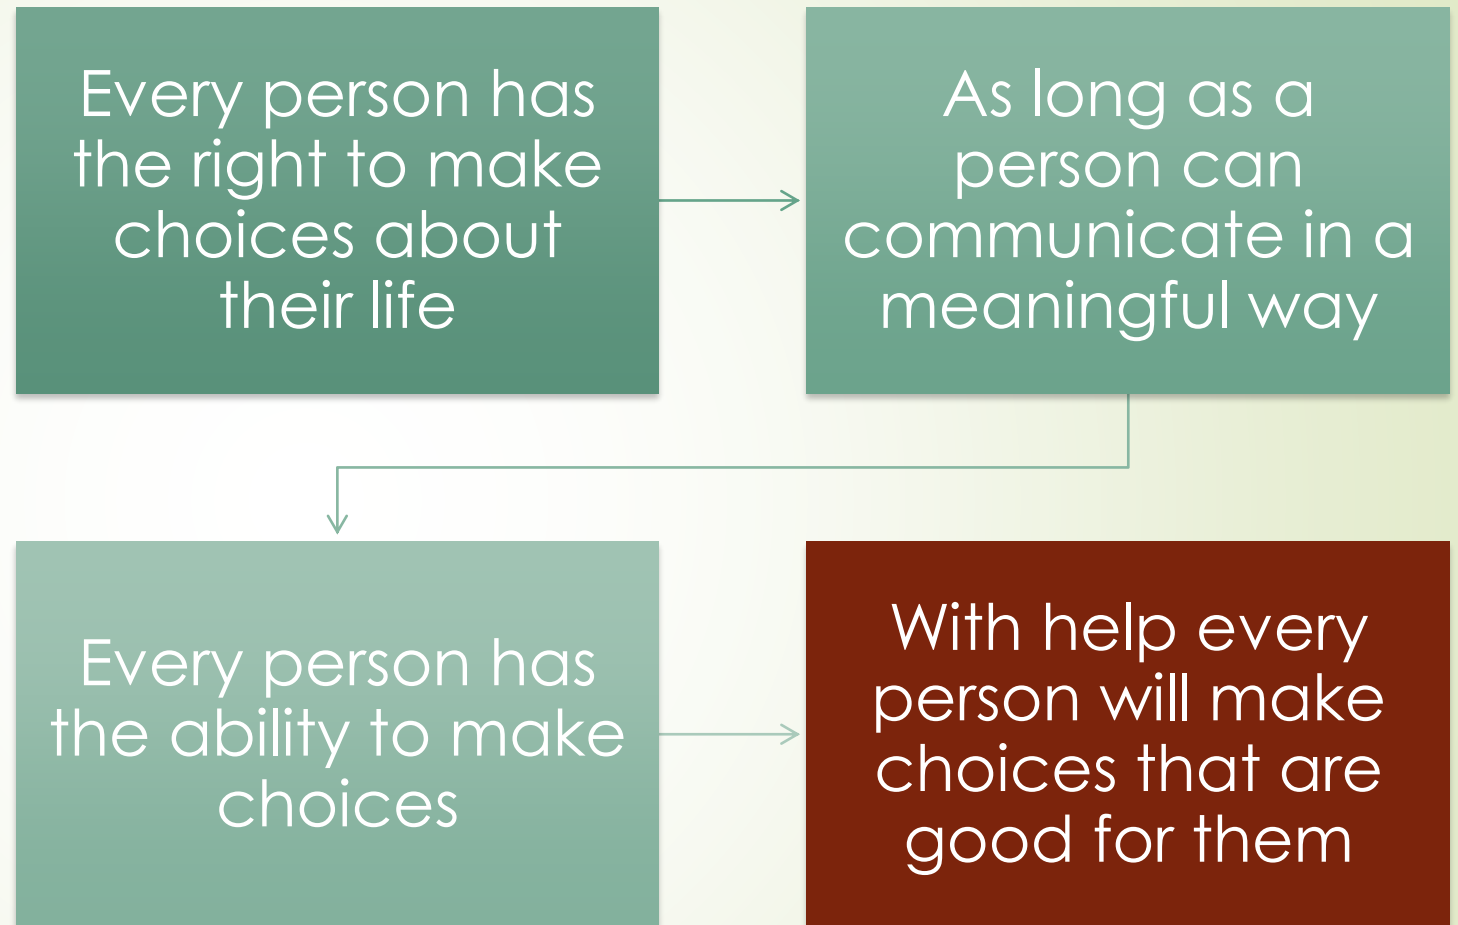 Every person has
the right to make
choices about
their life
As long as a
person can
communicate in a
meaningful way
Every person has
the ability to make
choices
With help every
person will make
choices that are
good for them